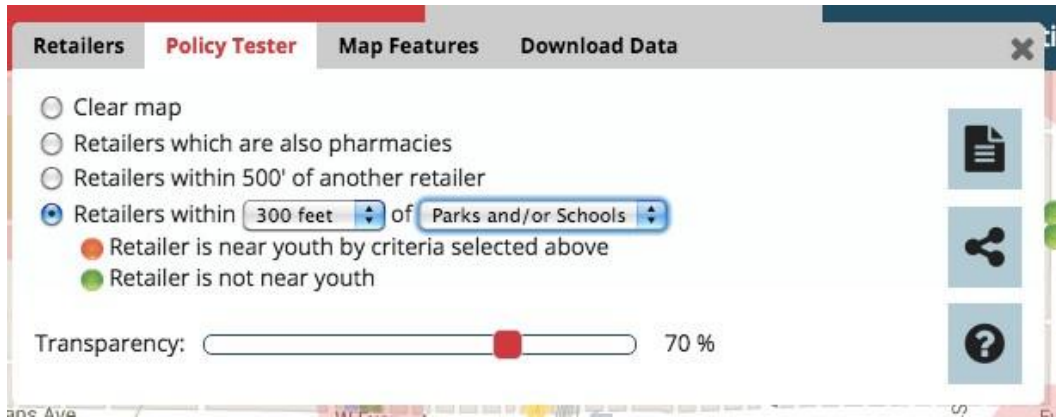 Retailers Policy Tester Map Features Download Data
Clear map
Retailers which are also pharmacies
Retailers within 500' of another retailer
Retailers within 300 feet of Parks and/or Schools
Retailer is near youth by criteria selected above
Retailer is not near youth
Transparency: 70 %